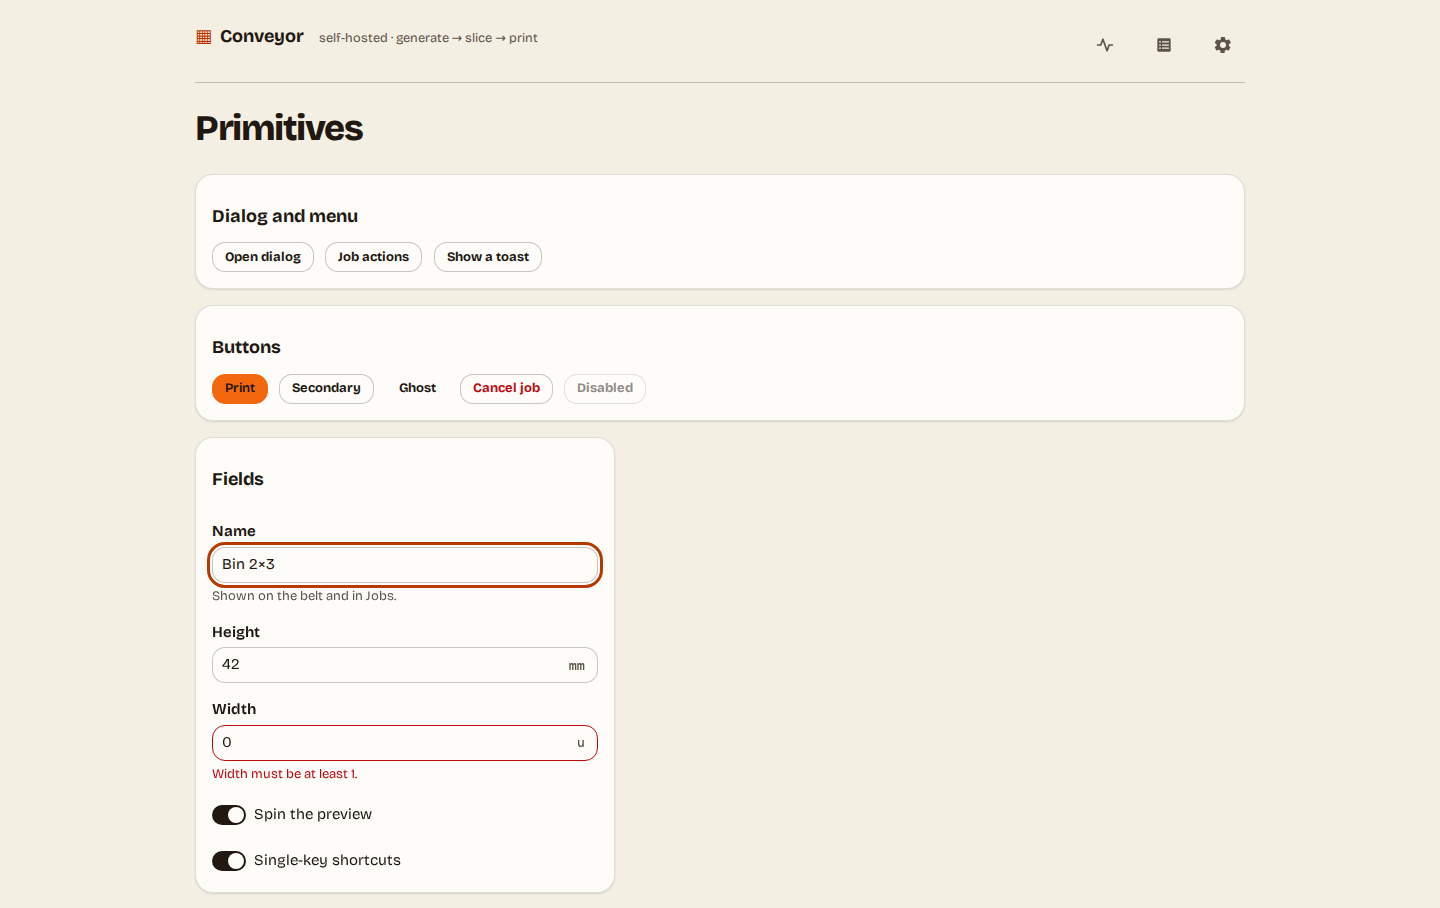 Conveyor self-hosted · generate → slice → print
Primitives
Dialog and menu
Open dialog Job actions Show a toast
Buttons
Print Secondary Ghost Cancel job Disabled
Fields
Name
Bin 2×3
Shown on the belt and in Jobs.
Height
42 mm
Width
0 u
Width must be at least 1.
Spin the preview
Single-key shortcuts